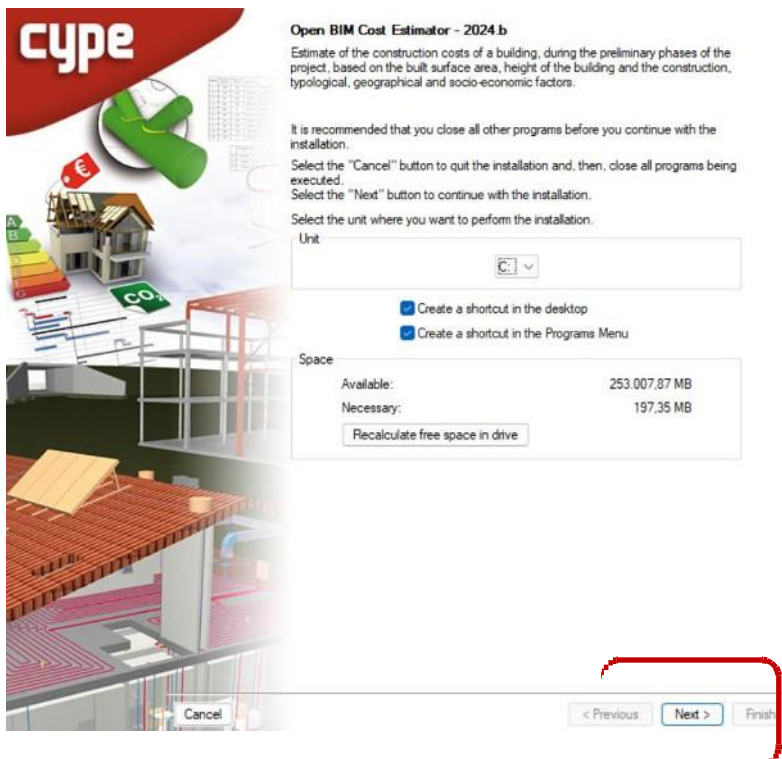 cype
Open BIM Cost Estimator - 2024.b
Estimate of the construction costs of a building, during the preliminary phases of the
project, based on the built surface area, height of the building and the construction,
typological, geographical and socio-economic factors.
It is recommended that you close all other programs before you continue with the
installation.
Select the "Cancel" button to quit the installation and, then, close all programs being
executed.
Select the "Next" button to continue with the installation.
Select the unit where you want to perform the installation.
Unit
C:
Create a shortcut in the desktop
Create a shortcut in the Programs Menu
Space
Available: 253.007,87 MB
Necessary: 197,35 MB
Recalculate free space in drive
€
A
B
CO2
Cancel
< Previous
Next >
Finish